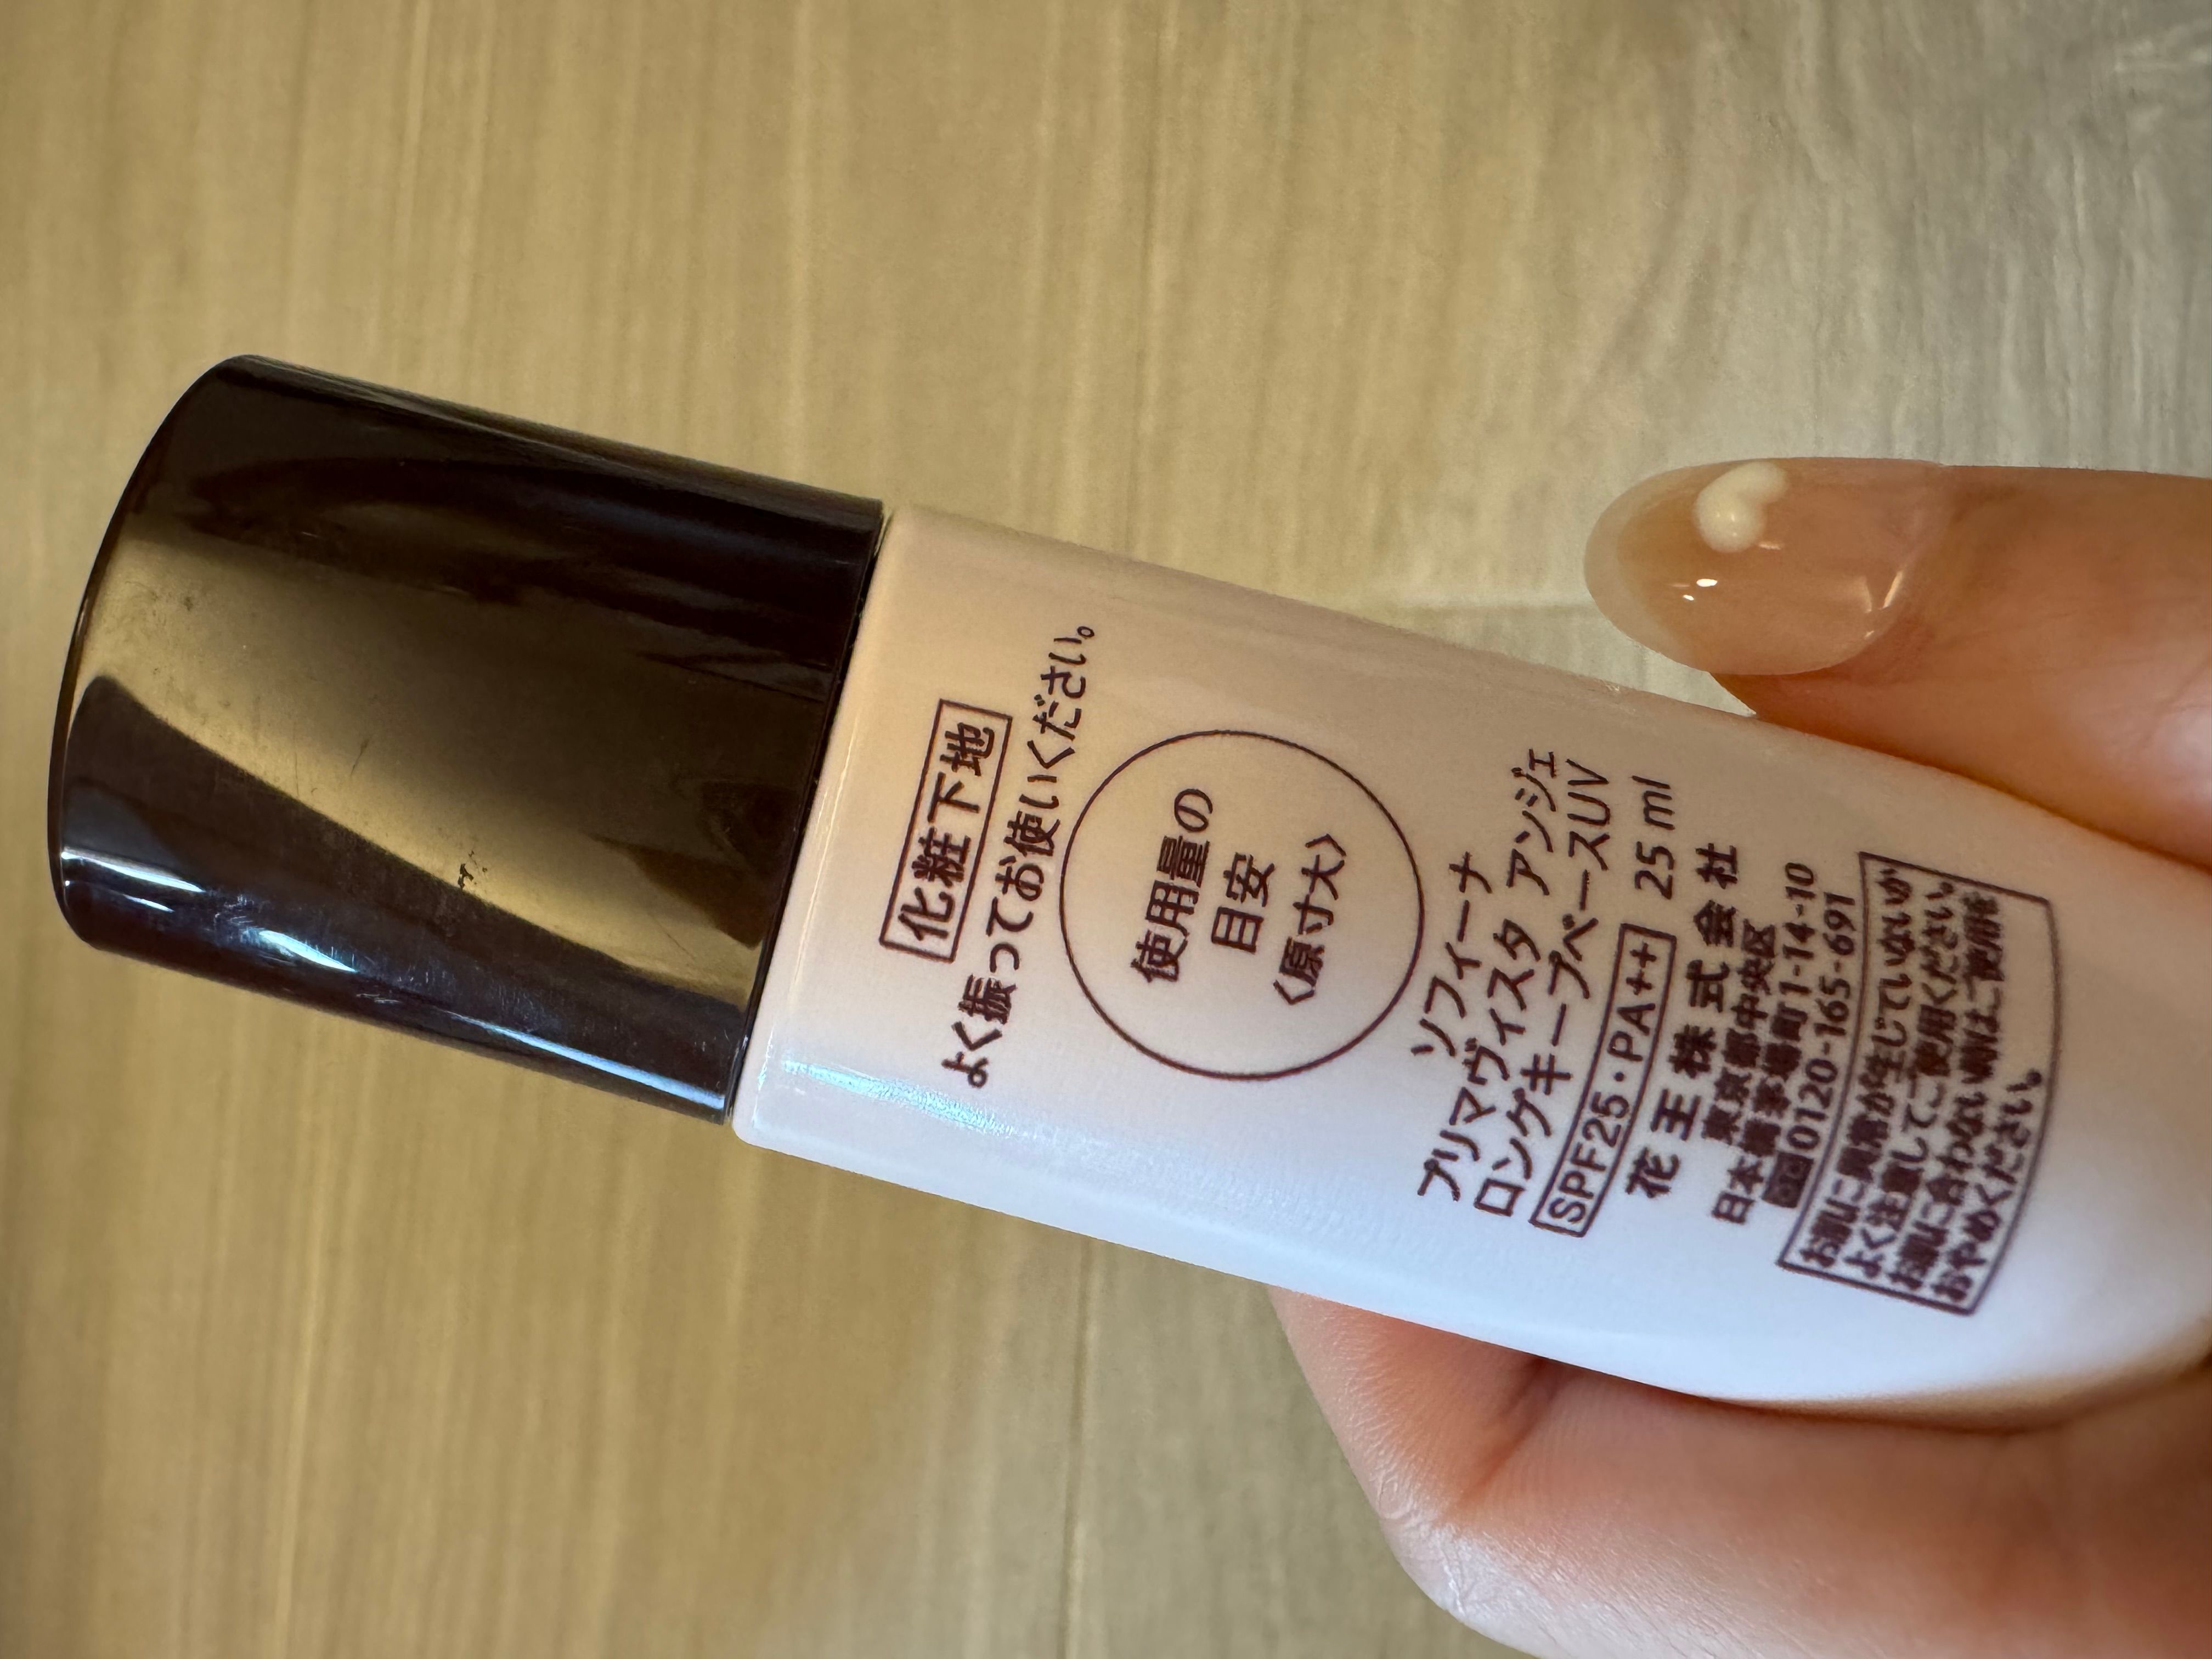 化粧下地
よく振ってお使いください。
使用量の
目安
〈原寸大〉
ソフィーナ
プリマヴィスタ アンジェ
ロングキープベースUV
SPF25・PA++ 25 ml
花王株式会社
東京都中央区
日本橋茅場町1-14-10
0120-165-691
お肌に異常が生じていないか
よく注意してご使用ください。
お肌に合わない時はご使用を
おやめください。